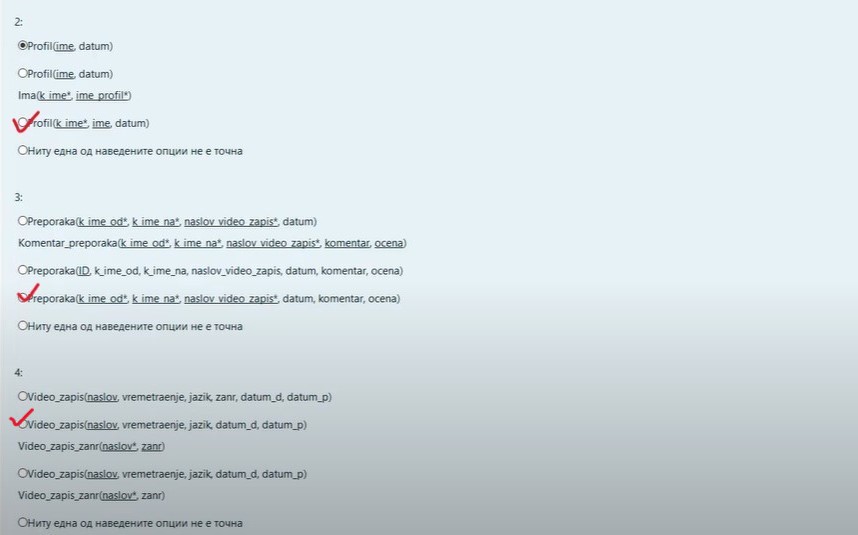 2:
Profil(ime, datum)
Profil(ime, datum)
Ima(k_ime*, ime_profil*)
Profil(k_ime*, ime, datum)
Ниту една од наведените опции не е точна
3:
Preporaka(k_ime_od*, k_ime_na*, naslov_video_zapis*, datum)
Komentar_preporaka(k_ime_od*, k_ime_na*, naslov_video_zapis*, komentar, ocena)
Preporaka(ID, k_ime_od, k_ime_na, naslov_video_zapis, datum, komentar, ocena)
Preporaka(k_ime_od*, k_ime_na*, naslov_video_zapis*, datum, komentar, ocena)
Ниту една од наведените опции не е точна
4:
Video_zapis(naslov, vremetraenje, jazik, zanr, datum_d, datum_p)
Video_zapis(naslov, vremetraenje, jazik, datum_d, datum_p)
Video_zapis_zanr(naslov*, zanr)
Video_zapis(naslov, vremetraenje, jazik, datum_d, datum_p)
Video_zapis_zanr(naslov*, zanr)
Ниту една од наведените опции не е точна